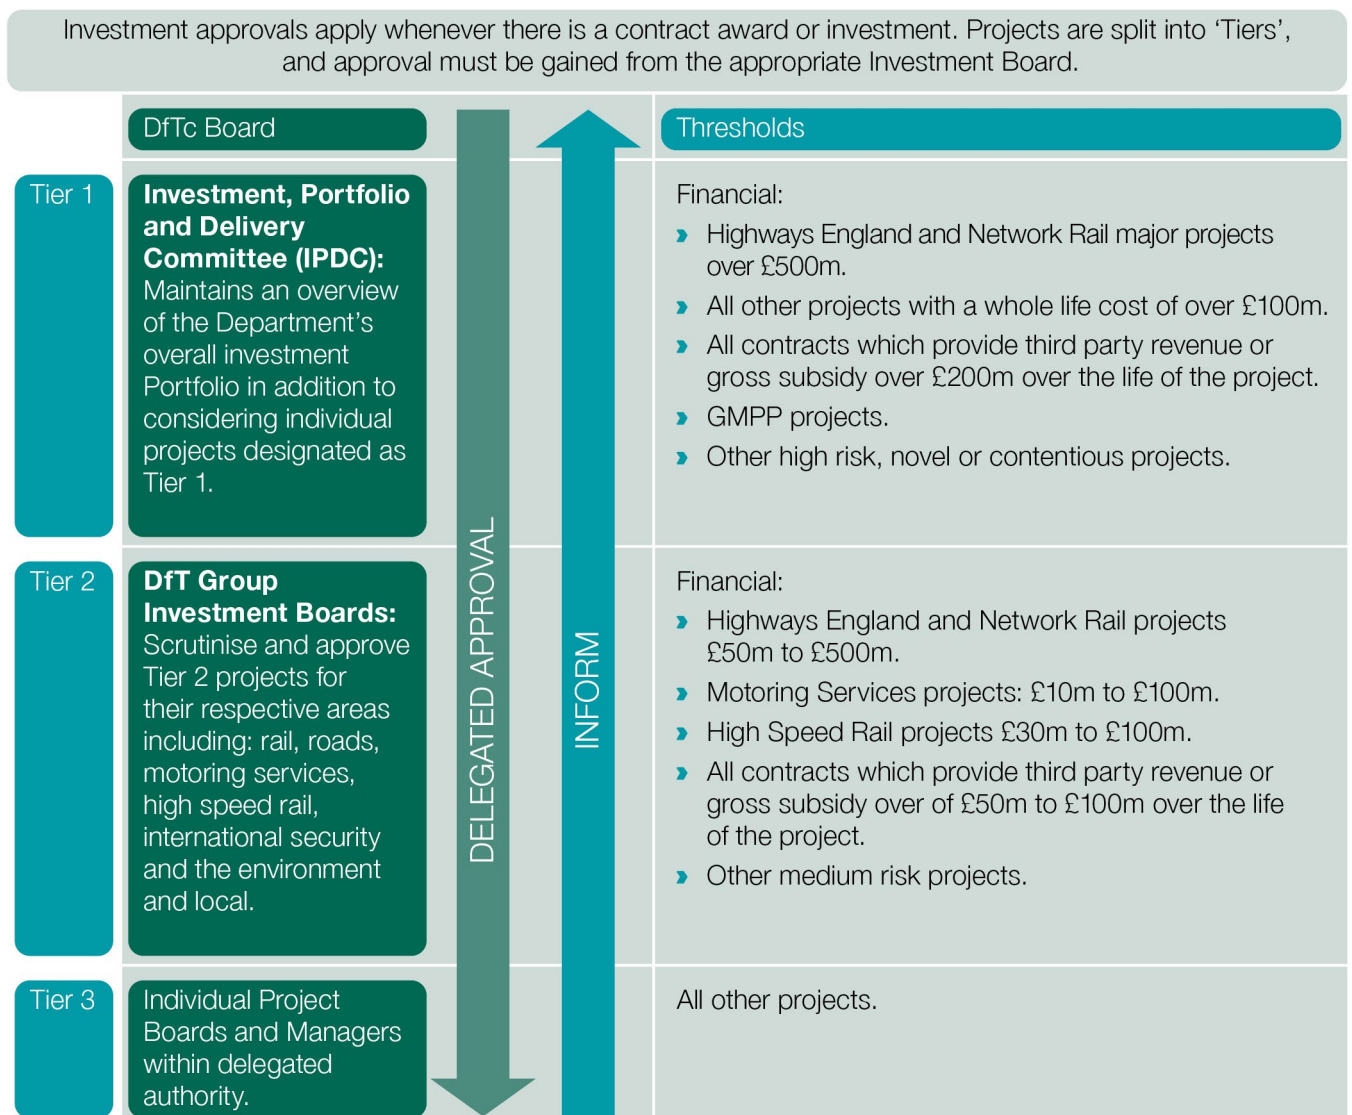 Investment approvals apply whenever there is a contract award or investment. Projects are split into ‘Tiers’,
and approval must be gained from the appropriate Investment Board.
DfTc Board
Thresholds
Tier 1
Investment, Portfolio
and Delivery
Committee (IPDC):
Maintains an overview
of the Department’s
overall investment
Portfolio in addition to
considering individual
projects designated as
Tier 1.
Financial:
Highways England and Network Rail major projects
over £500m.
All other projects with a whole life cost of over £100m.
All contracts which provide third party revenue or
gross subsidy over £200m over the life of the project.
GMPP projects.
Other high risk, novel or contentious projects.
DELEGATED APPROVAL
INFORM
Tier 2
DfT Group
Investment Boards:
Scrutinise and approve
Tier 2 projects for
their respective areas
including: rail, roads,
motoring services,
high speed rail,
international security
and the environment
and local.
Financial:
Highways England and Network Rail projects
£50m to £500m.
Motoring Services projects: £10m to £100m.
High Speed Rail projects £30m to £100m.
All contracts which provide third party revenue or
gross subsidy over of £50m to £100m over the life
of the project.
Other medium risk projects.
Tier 3
Individual Project
Boards and Managers
within delegated
authority.
All other projects.